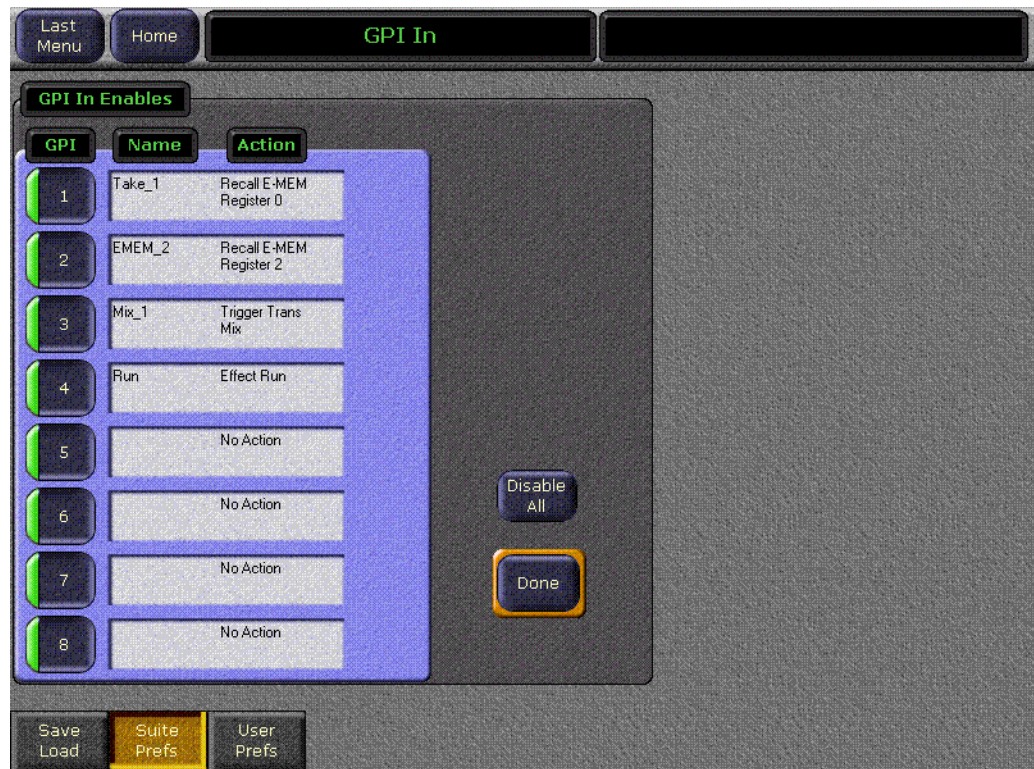 Last
Menu
Home
GPI In
GPI In Enables
GPI
Name
Action
1
Take_1
Recall E-MEM
Register 0
2
EMEM_2
Recall E-MEM
Register 2
3
Mix_1
Trigger Trans
Mix
4
Run
Effect Run
5
No Action
6
No Action
7
No Action
8
No Action
Disable
All
Done
Save
Load
Suite
Prefs
User
Prefs